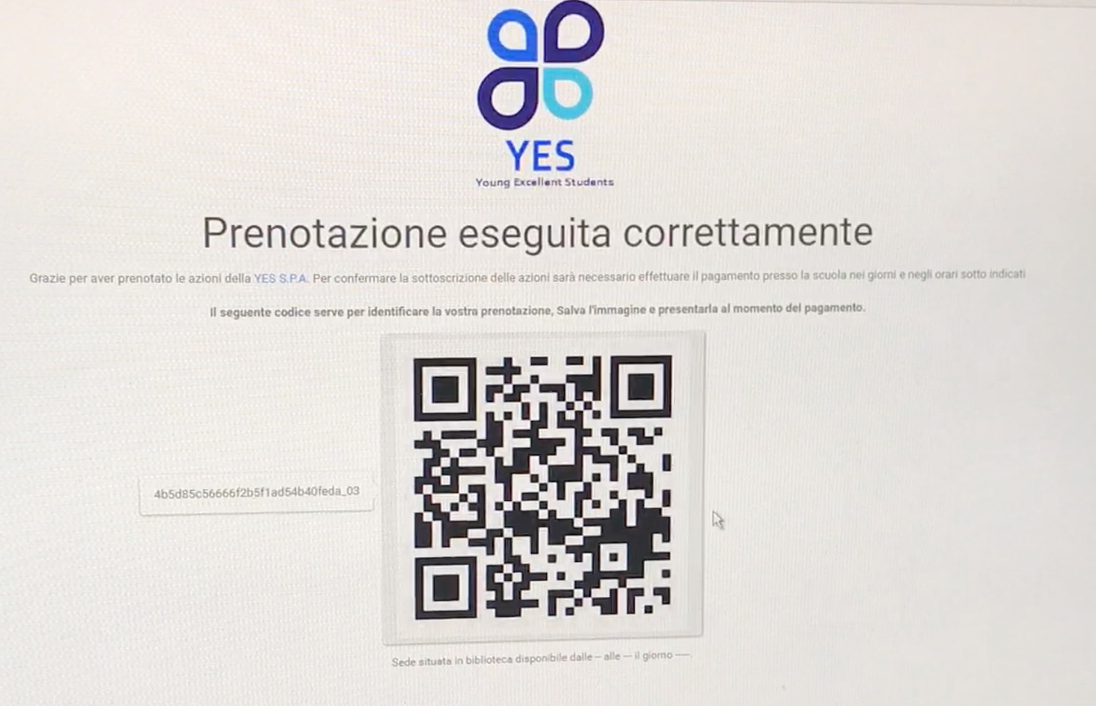 YES
Young Excellent Students
Prenotazione eseguita correttamente
Grazie per aver prenotato le azioni della YES S.P.A. Per confermare la sottoscrizione delle azioni sarà necessario effettuare il pagamento presso la scuola nei giorni e negli orari sotto indicati
Il seguente codice serve per identificare la vostra prenotazione, Salva l'immagine e presentarla al momento del pagamento.
4b5d85c56666f2b5f1ad54b40feda_03
Sede situata in biblioteca disponibile dalle -- alle --- il giorno ----.